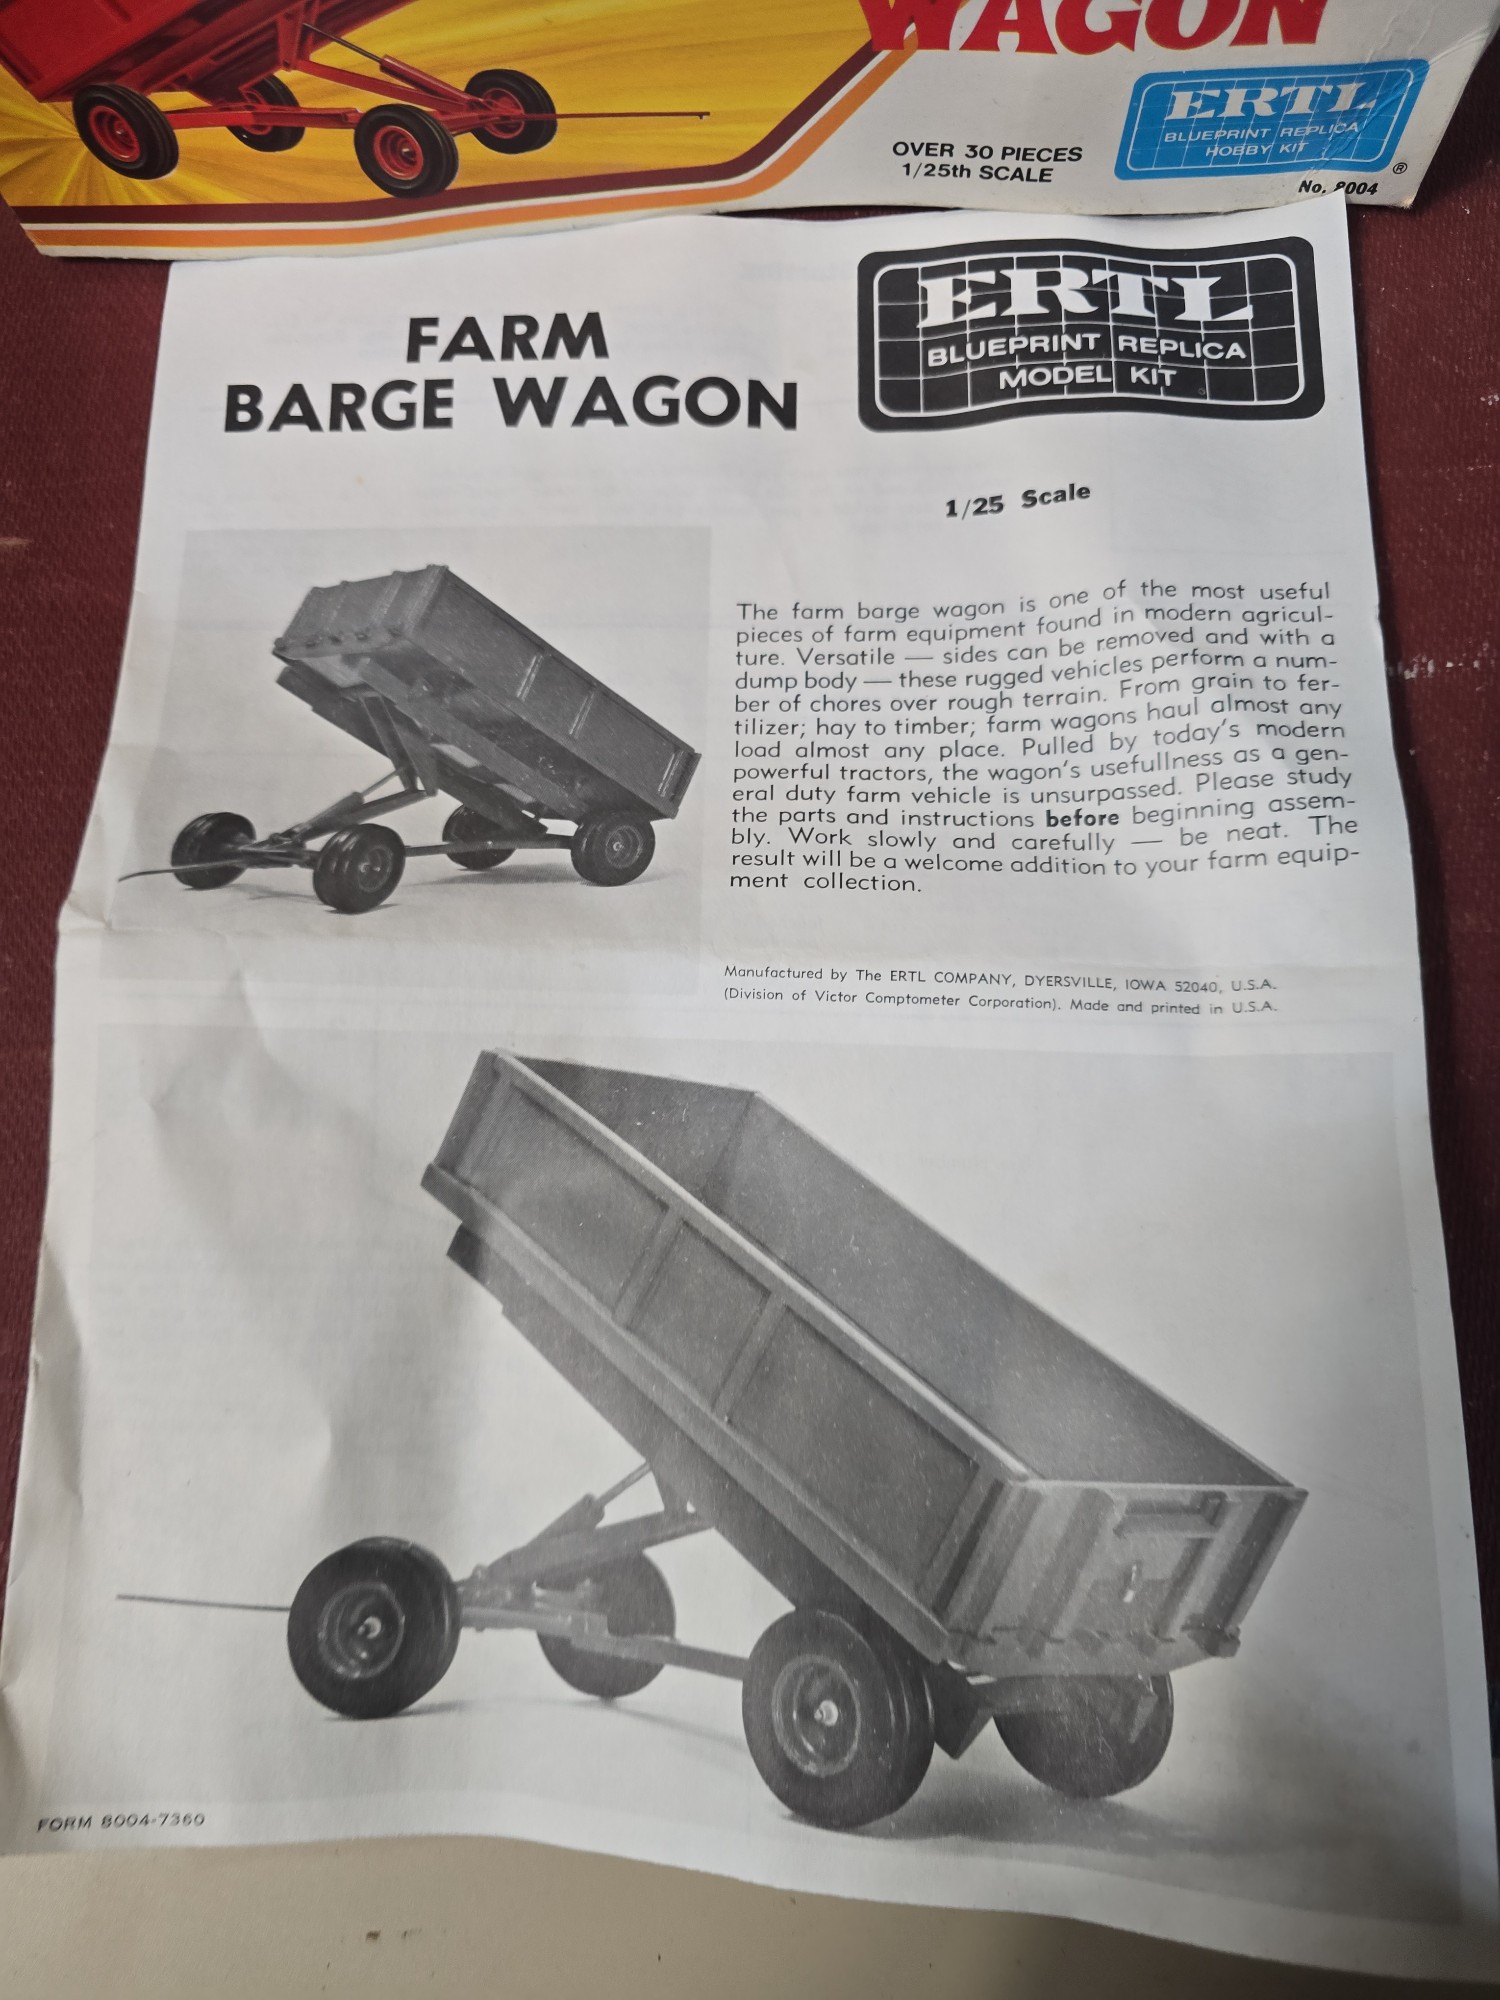 WAGON
ERTL
BLUEPRINT REPLICA
HOBBY KIT
®
OVER 30 PIECES
1/25th SCALE
No. 8004
FARM
BARGE WAGON
ERTL
BLUEPRINT REPLICA
MODEL KIT
1/25 Scale
The farm barge wagon is one of the most useful
pieces of farm equipment found in modern agricul-
ture. Versatile — sides can be removed and with a
dump body — these rugged vehicles perform a num-
ber of chores over rough terrain. From grain to fer-
tilizer; hay to timber; farm wagons haul almost any
load almost any place. Pulled by today's modern
powerful tractors, the wagon's usefullness as a gen-
eral duty farm vehicle is unsurpassed. Please study
the parts and instructions before beginning assem-
bly. Work slowly and carefully — be neat. The
result will be a welcome addition to your farm equip-
ment collection.
Manufactured by The ERTL COMPANY, DYERSVILLE, IOWA 52040, U.S.A.
(Division of Victor Comptometer Corporation). Made and printed in U.S.A.
FORM 8004-7360